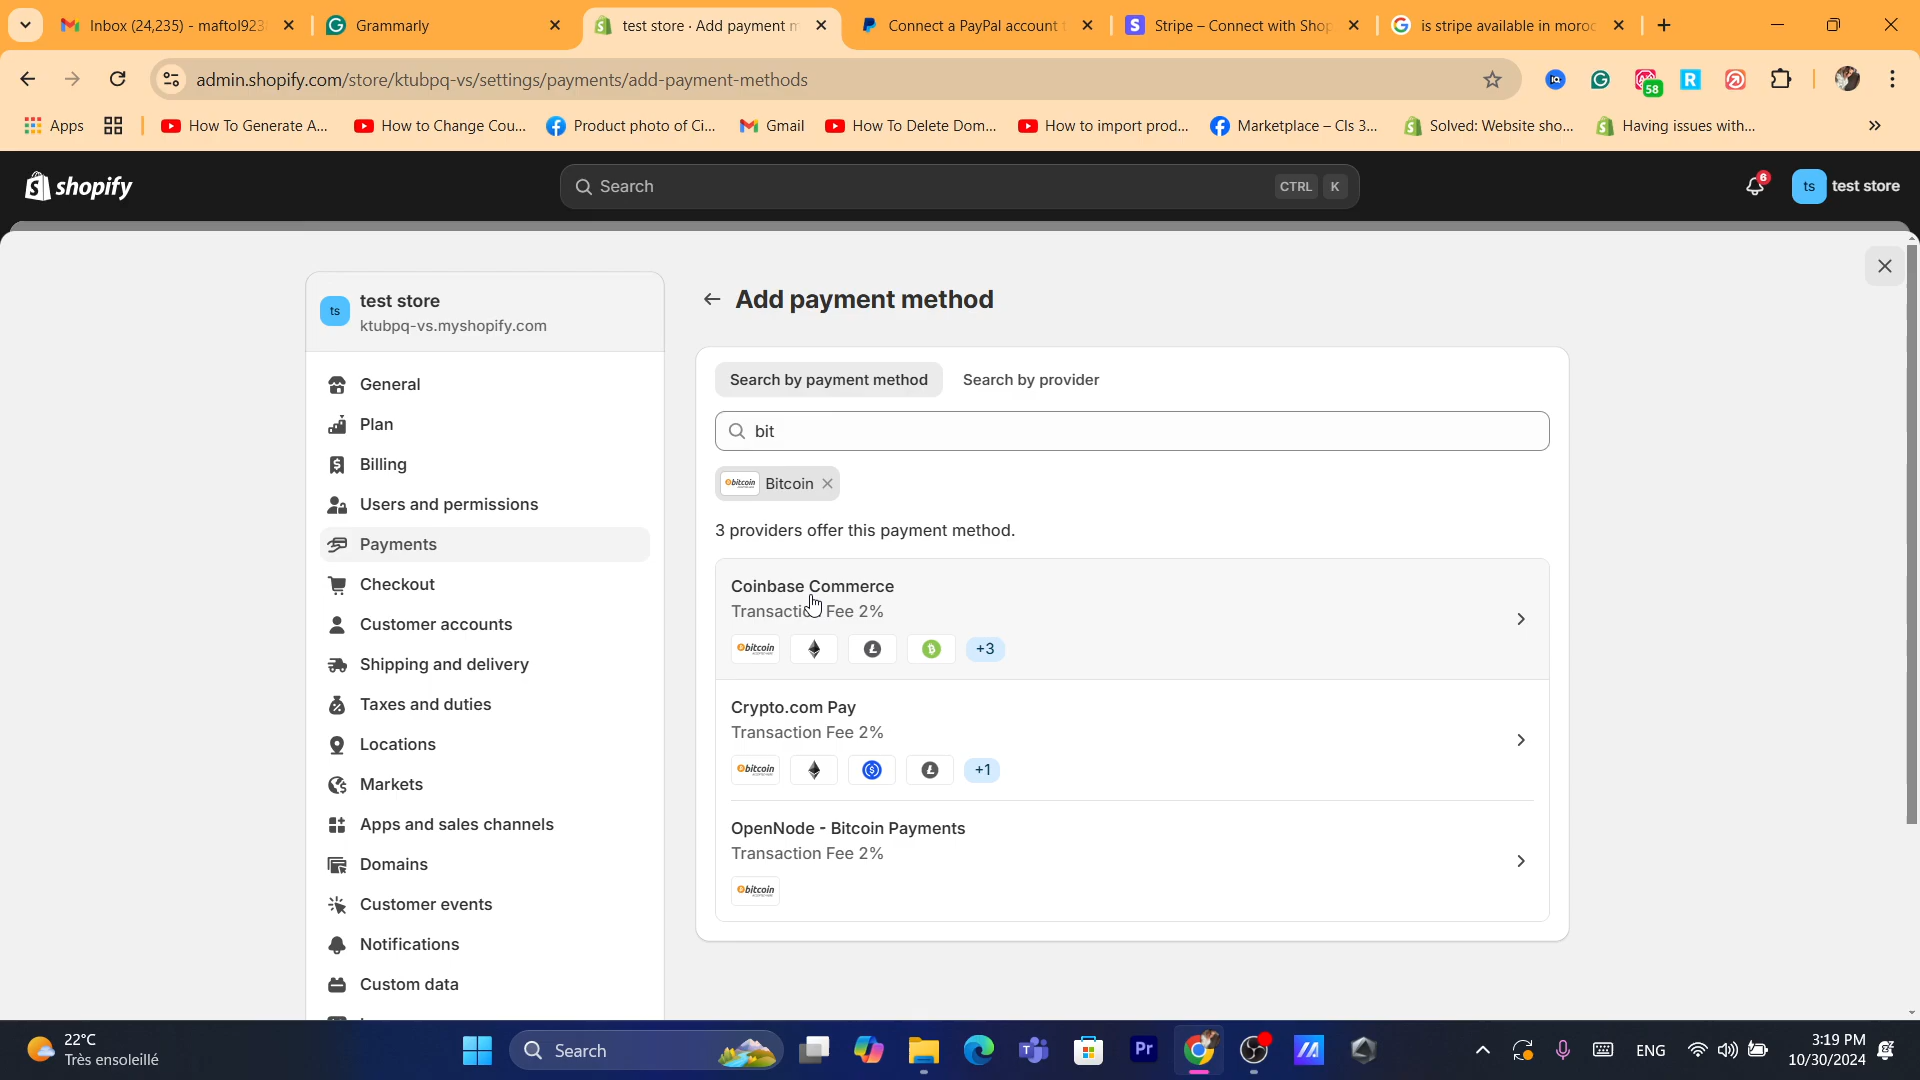 Inbox (24,235) - maftol923
Grammarly
test store · Add payment m
Connect a PayPal account t
Stripe – Connect with Shop
is stripe available in moroc
admin.shopify.com/store/ktubpq-vs/settings/payments/add-payment-methods
58
Apps
How To Generate A...
How to Change Cou...
Product photo of Ci...
Gmail
How To Delete Dom...
How to import prod...
Marketplace – Cls 3...
Solved: Website sho...
Having issues with...
shopify
Search
CTRL K
6
ts
test store
ts
test store
ktubpq-vs.myshopify.com
General
Plan
Billing
Users and permissions
Payments
Checkout
Customer accounts
Shipping and delivery
Taxes and duties
Locations
Markets
Apps and sales channels
Domains
Customer events
Notifications
Custom data
Add payment method
Search by payment method
Search by provider
bit
bitcoin Bitcoin
3 providers offer this payment method.
Coinbase Commerce
Transaction Fee 2%
bitcoin
+3
Crypto.com Pay
Transaction Fee 2%
bitcoin
+1
OpenNode - Bitcoin Payments
Transaction Fee 2%
bitcoin
22°C
Très ensoleillé
Search
Pr
ENG
3:19 PM
10/30/2024